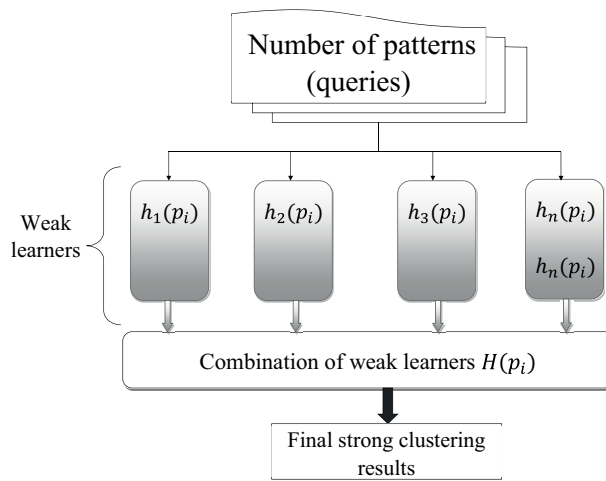 Number of patterns
(queries)
Weak
learners
h₁(pᵢ)
h₂(pᵢ)
h₃(pᵢ)
hₙ(pᵢ)
hₙ(pᵢ)
Combination of weak learners H(pᵢ)
Final strong clustering
results